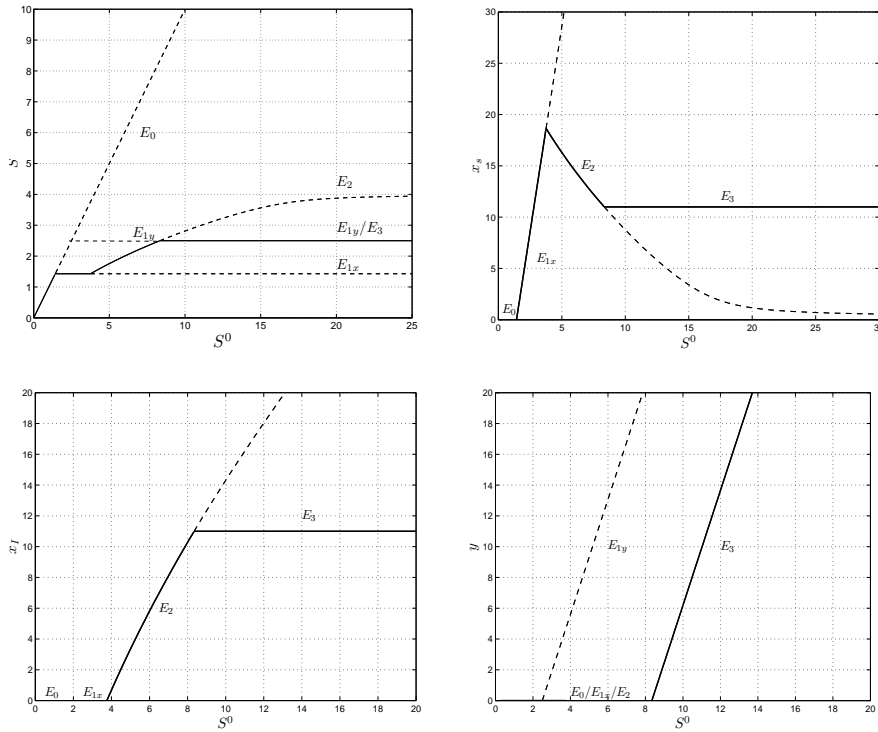 10
9
8
7
6
5
4
3
2
1
0
S
0 5 10 15 20 25
S⁰
E₀
E₂
E₁y
E₁y/E₃
E₁x
30
25
20
15
10
5
0
x_s
0 5 10 15 20 25 30
S⁰
E₂
E₃
E₁x
E₀
20
18
16
14
12
10
8
6
4
2
0
x_I
0 2 4 6 8 10 12 14 16 18 20
S⁰
E₃
E₂
E₀
E₁x
20
18
16
14
12
10
8
6
4
2
0
y
0 2 4 6 8 10 12 14 16 18 20
S⁰
E₁y
E₃
E₀/E₁x/E₂